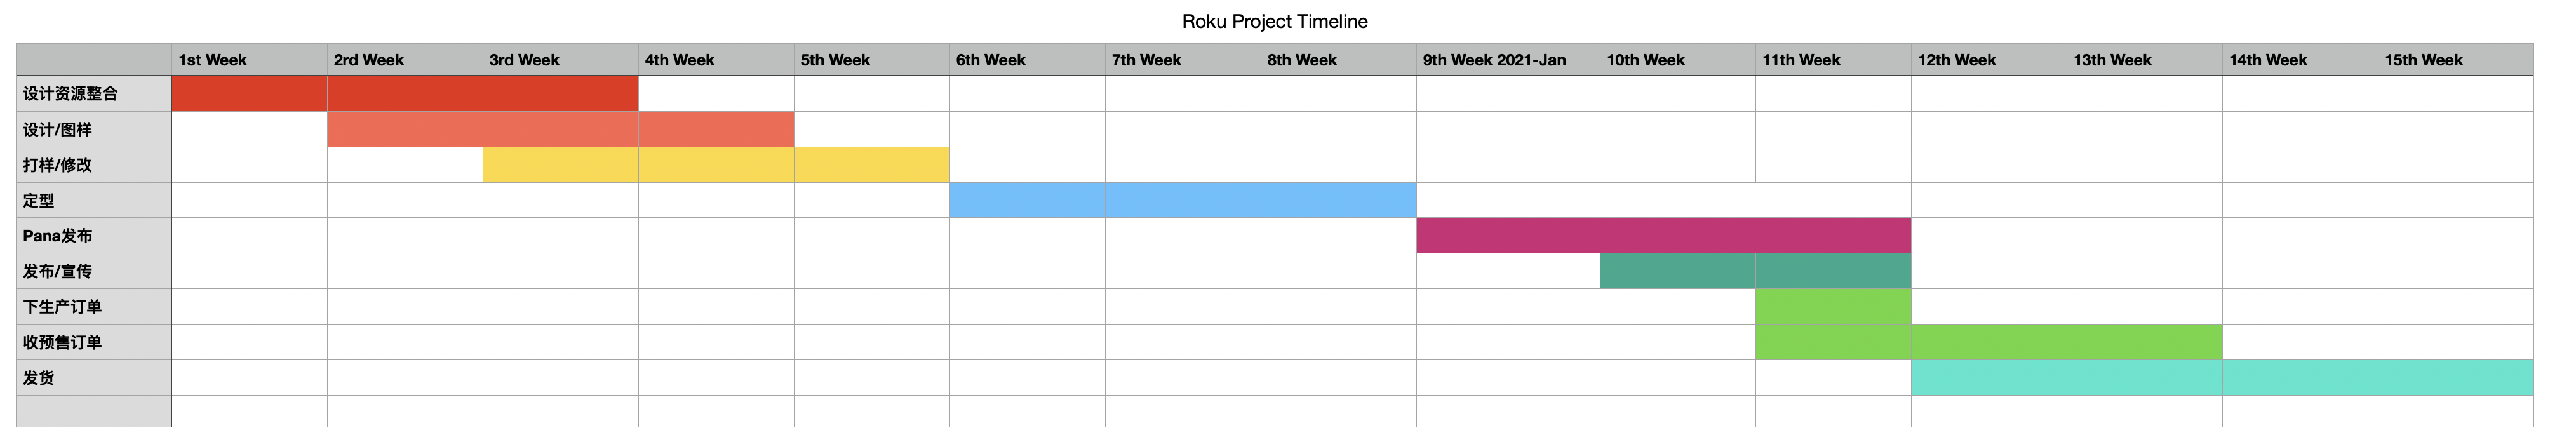 Roku Project Timeline
1st Week 2rd Week 3rd Week 4th Week 5th Week 6th Week 7th Week 8th Week 9th Week 2021-Jan 10th Week 11th Week 12th Week 13th Week 14th Week 15th Week
设计资源整合
设计/图样
打样/修改
定型
Pana发布
发布/宣传
下生产订单
收预售订单
发货